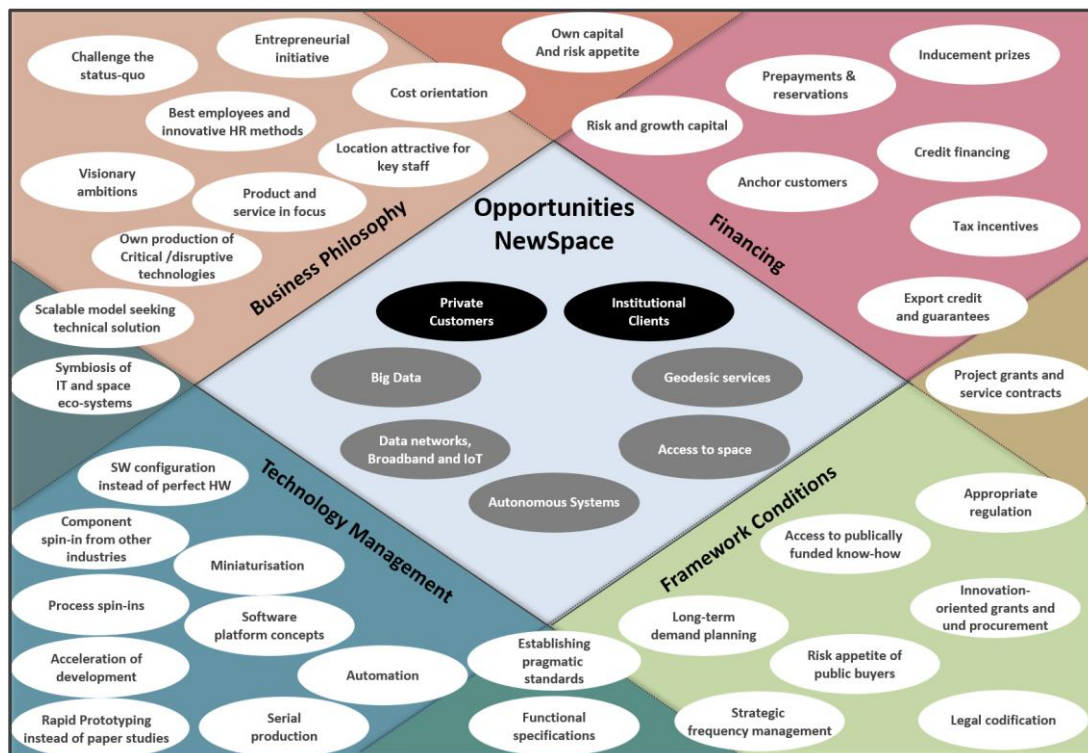 Challenge the
status-quo
Entrepreneurial
initiative
Cost orientation
Best employees and
innovative HR methods
Location attractive for
key staff
Visionary
ambitions
Product and
service in focus
Own production of
Critical /disruptive
technologies
Scalable model seeking
technical solution
Business Philosophy
Own capital
And risk appetite
Inducement prizes
Prepayments &
reservations
Risk and growth capital
Credit financing
Anchor customers
Tax incentives
Export credit
and guarantees
Financing
Opportunities
NewSpace
Private
Customers
Institutional
Clients
Big Data
Geodesic services
Data networks,
Broadband and IoT
Access to space
Autonomous Systems
Symbiosis of
IT and space
eco-systems
Project grants and
service contracts
Technology Management
SW configuration
instead of perfect HW
Component
spin-in from other
industries
Miniaturisation
Process spin-ins
Software
platform concepts
Acceleration of
development
Automation
Rapid Prototyping
instead of paper studies
Serial
production
Establishing
pragmatic
standards
Functional
specifications
Framework Conditions
Appropriate
regulation
Access to publically
funded know-how
Innovation-
oriented grants and
und procurement
Long-term
demand planning
Risk appetite of
public buyers
Strategic
frequency management
Legal codification